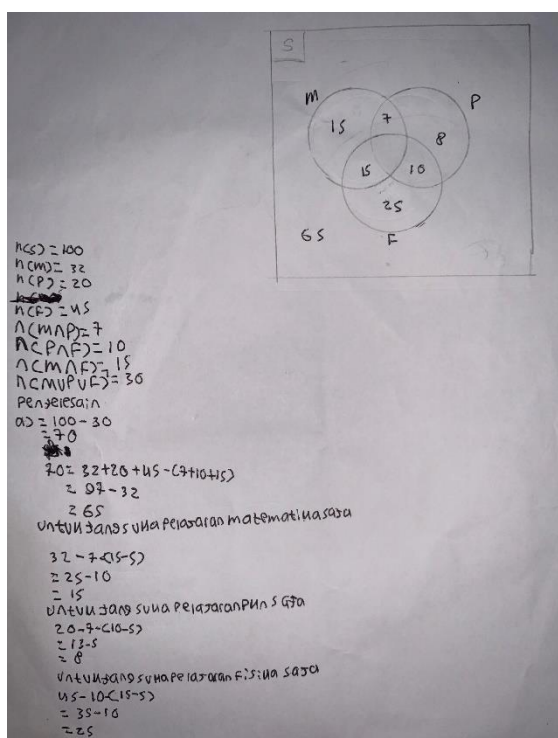 S
M
P
15
7
8
15
10
25
65
F
n(s) = 100
n(m) = 32
n(P) = 20
n(F) = 45
n(m∩P) = 7
n(P∩F) = 10
n(m∩F) = 15
n(MUPUF) = 30
Penyelesain
a) = 100 - 30
= 70
70 = 32+20+45-(7+10+15)
= 97-32
= 65
untuk yang suka pelajaran matematika saja
32-7-(15-5)
= 25-10
= 15
untuk yang suka pelajaran pkn saja
20-7-(10-5)
= 13-5
= 8
untuk yang suka pelajaran fisika saja
45-10-(15-5)
= 35-10
= 25